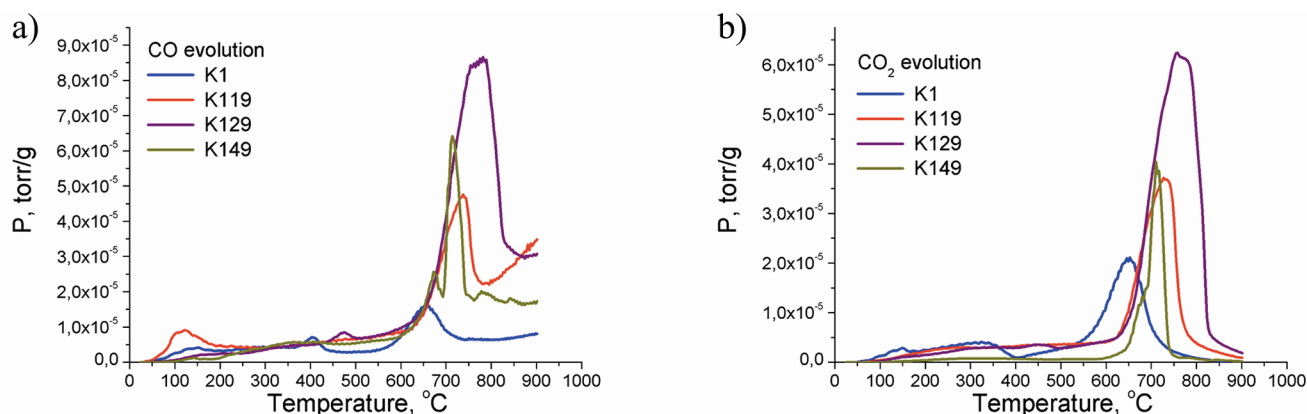 a)
CO evolution
K1
K119
K129
K149
9,0x10⁻⁵
8,0x10⁻⁵
7,0x10⁻⁵
6,0x10⁻⁵
5,0x10⁻⁵
4,0x10⁻⁵
3,0x10⁻⁵
2,0x10⁻⁵
1,0x10⁻⁵
0,0
P, torr/g
0 100 200 300 400 500 600 700 800 900 1000
Temperature, °C
b)
CO₂ evolution
K1
K119
K129
K149
6,0x10⁻⁵
5,0x10⁻⁵
4,0x10⁻⁵
3,0x10⁻⁵
2,0x10⁻⁵
1,0x10⁻⁵
0,0
P, torr/g
0 100 200 300 400 500 600 700 800 900 1000
Temperature, °C